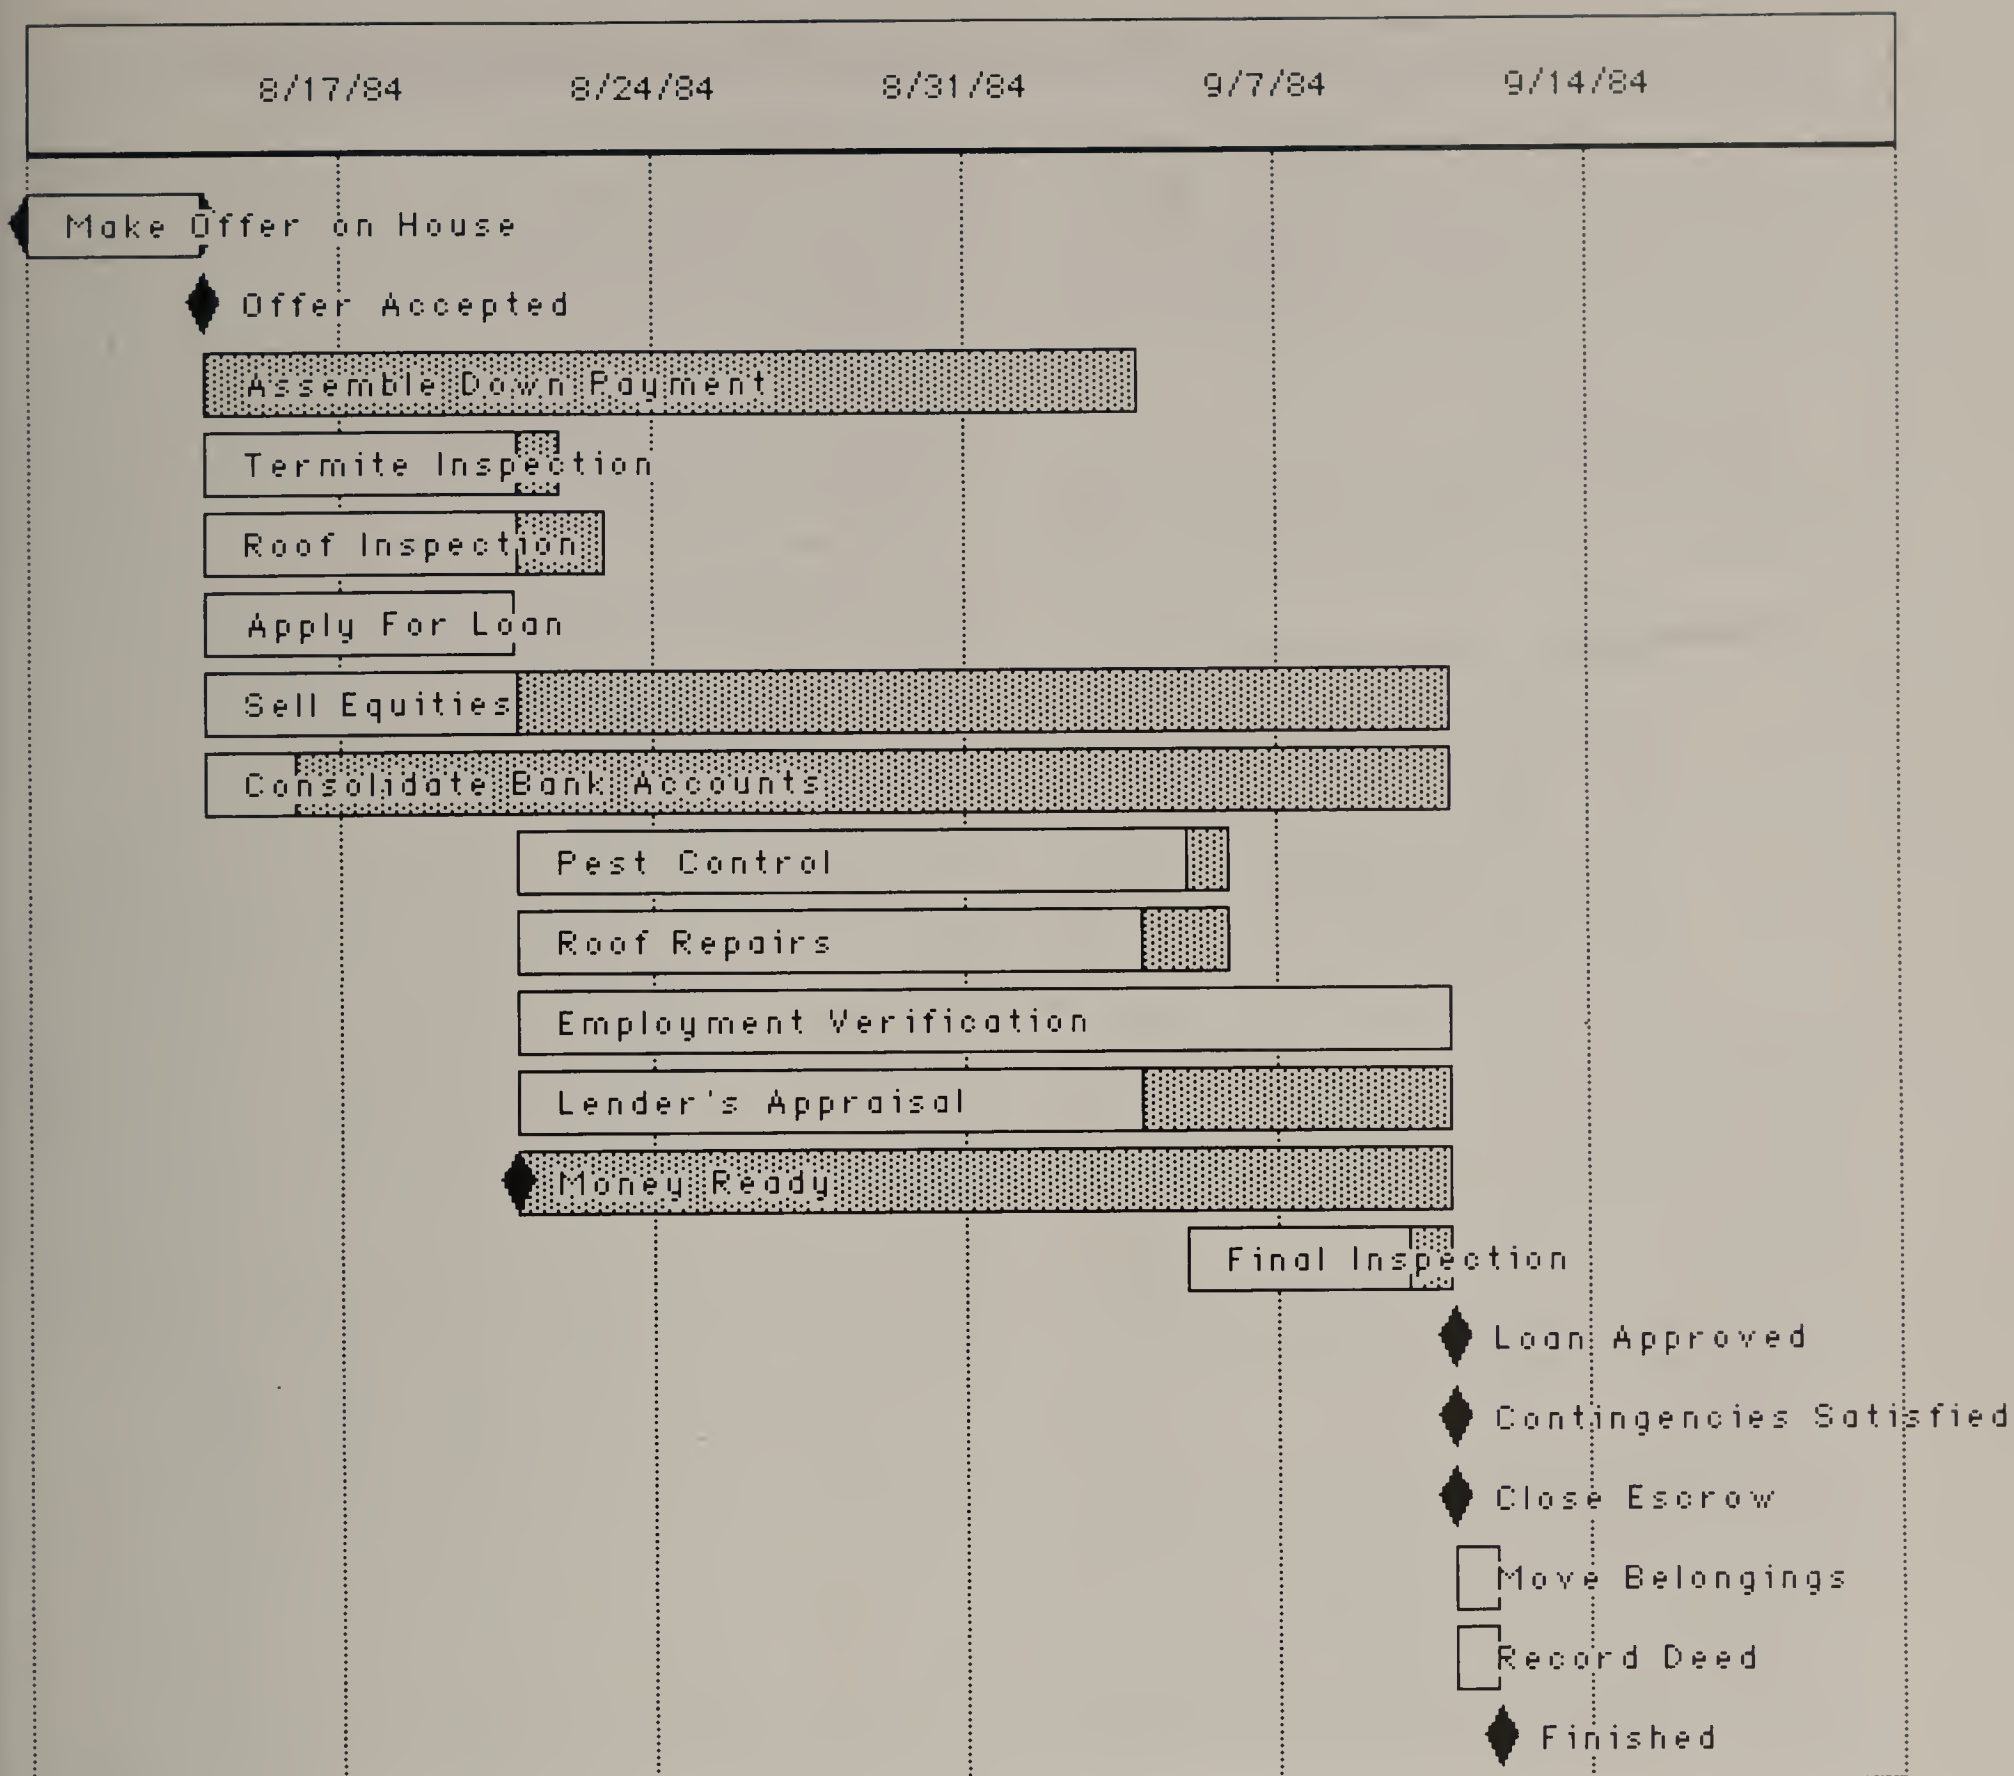 8/17/84 8/24/84 8/31/84 9/7/84 9/14/84
Make Offer on House
Offer Accepted
Assemble Down Payment
Termite Inspection
Roof Inspection
Apply For Loan
Sell Equities
Consolidate Bank Accounts
Pest Control
Roof Repairs
Employment Verification
Lender's Appraisal
Money Ready
Final Inspection
Loan Approved
Contingencies Satisfied
Close Escrow
Move Belongings
Record Deed
Finished